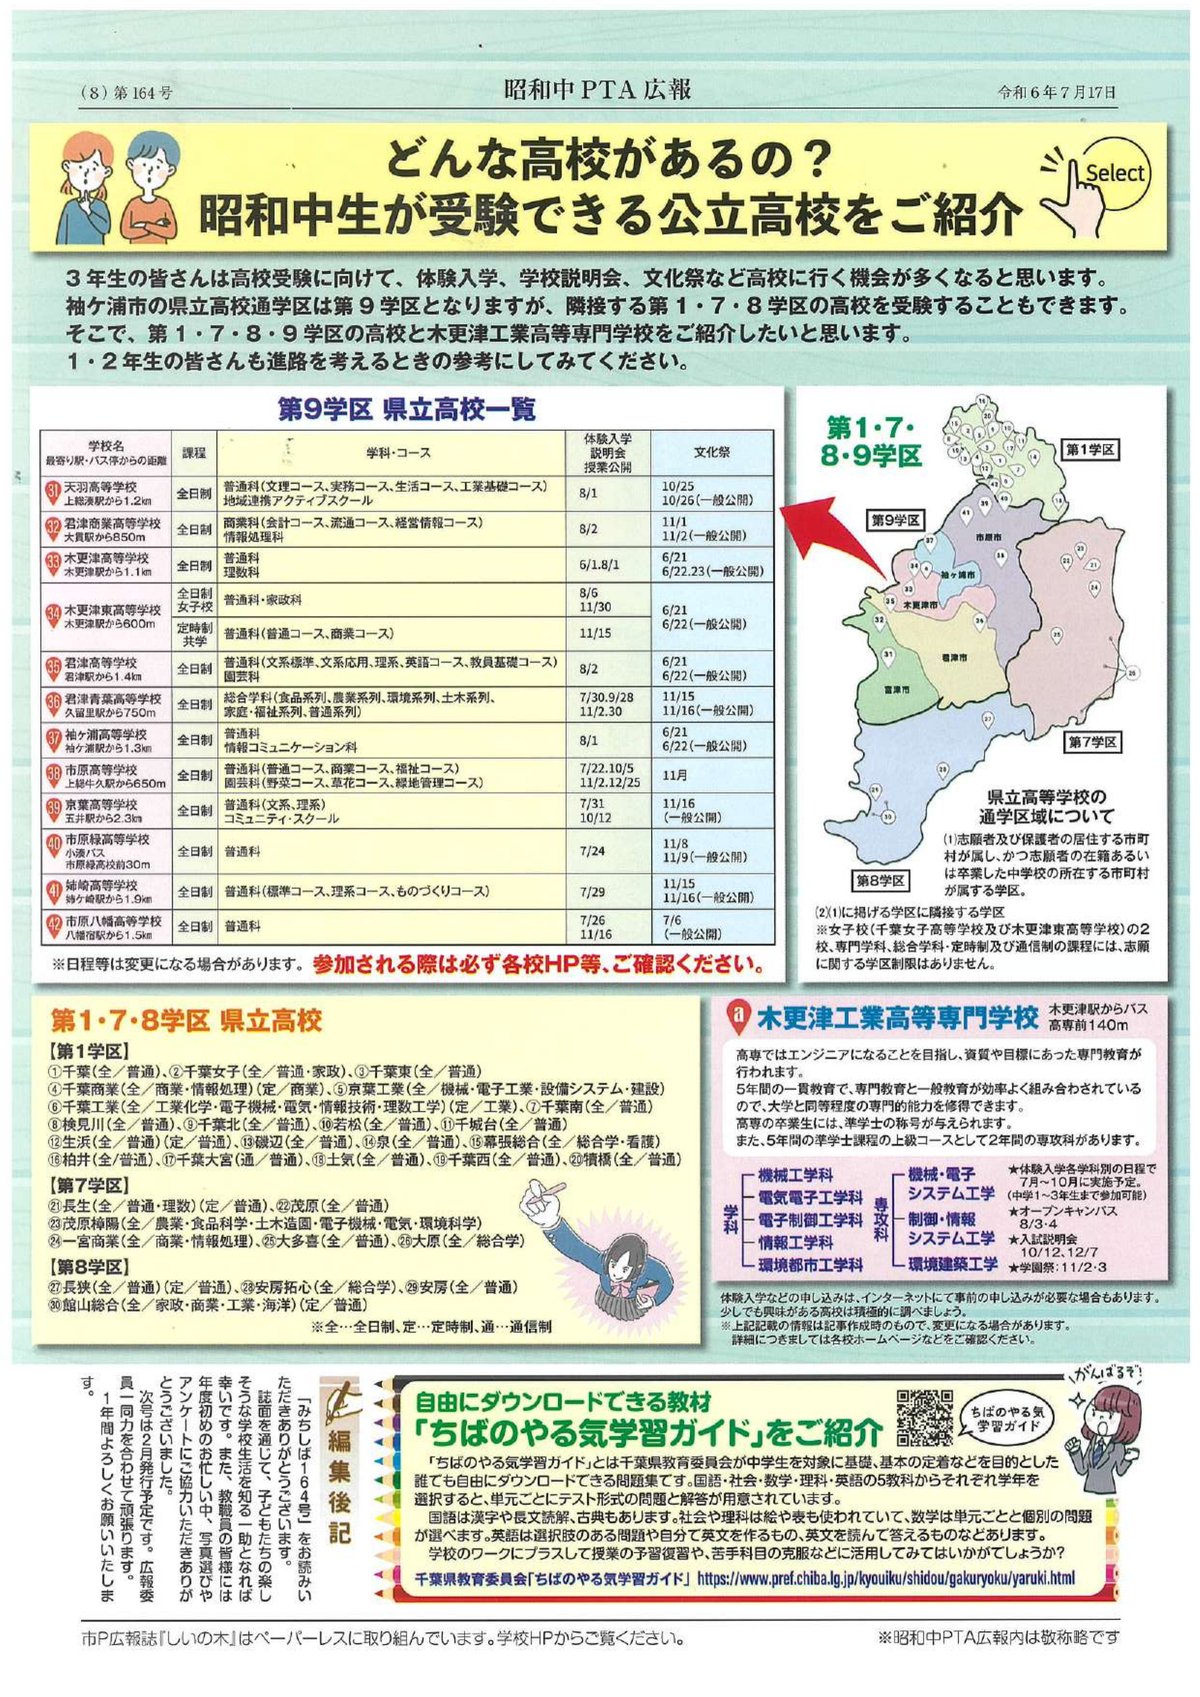 (8)第164号
昭和中PTA広報
令和6年7月17日
どんな高校があるの？
昭和中生が受験できる公立高校をご紹介
Select
3年生の皆さんは高校受験に向けて、体験入学、学校説明会、文化祭など高校に行く機会が多くなると思います。
袖ケ浦市の県立高校通学区は第9学区となりますが、隣接する第1・7・8学区の高校を受験することもできます。
そこで、第1・7・8・9学区の高校と木更津工業高等専門学校をご紹介したいと思います。
1・2年生の皆さんも進路を考えるときの参考にしてみてください。
第9学区 県立高校一覧
学校名
最寄り駅・バス停からの距離
課程
学科・コース
体験入学
説明会
授業公開
文化祭
31 天羽高等学校
上総湊駅から1.2km
全日制
普通科(文理コース、実務コース、生活コース、工業基礎コース)
地域連携アクティブスクール
8/1
10/25
10/26(一般公開)
32 君津商業高等学校
大貫駅から850m
全日制
商業科(会計コース、流通コース、経営情報コース)
情報処理科
8/2
11/1
11/2(一般公開)
33 木更津高等学校
木更津駅から1.1km
全日制
普通科
理数科
6/1.8/1
6/21
6/22.23(一般公開)
34 木更津東高等学校
木更津駅から600m
全日制
女子校
普通科・家政科
8/6
11/30
6/21
6/22(一般公開)
定時制
共学
普通科(普通コース、商業コース)
11/15
35 君津高等学校
君津駅から1.4km
全日制
普通科(文系標準、文系応用、理系、英語コース、教員基礎コース)
園芸科
8/2
6/21
6/22(一般公開)
36 君津青葉高等学校
久留里駅から750m
全日制
総合学科(食品系列、農業系列、環境系列、土木系列、
家庭・福祉系列、普通系列)
7/30.9/28
11/2.30
11/15
11/16(一般公開)
37 袖ヶ浦高等学校
袖ケ浦駅から1.3km
全日制
普通科
情報コミュニケーション科
8/1
6/21
6/22(一般公開)
38 市原高等学校
上総牛久駅から650m
全日制
普通科(普通コース、商業コース、福祉コース)
園芸科(野菜コース、草花コース、緑地管理コース)
7/22.10/5
11/2.12/25
11月
39 京葉高等学校
五井駅から2.3km
全日制
普通科(文系、理系)
コミュニティ・スクール
7/31
10/12
11/16
(一般公開)
40 市原緑高等学校
小湊バス
市原緑高校前30m
全日制
普通科
7/24
11/8
11/9(一般公開)
41 姉崎高等学校
姉ケ崎駅から1.9km
全日制
普通科(標準コース、理系コース、ものづくりコース)
7/29
11/15
11/16(一般公開)
42 市原八幡高等学校
八幡宿駅から1.5km
全日制
普通科
7/26
11/16
7/6
(一般公開)
※日程等は変更になる場合があります。参加される際は必ず各校HP等、ご確認ください。
第1・7・
8・9学区
第1学区
第9学区
市原市
袖ヶ浦市
木更津市
君津市
富津市
第7学区
第8学区
県立高等学校の
通学区域について
(1)志願者及び保護者の居住する市町
村が属し、かつ志願者の在籍あるい
は卒業した中学校の所在する市町村
が属する学区。
(2)(1)に掲げる学区に隣接する学区
※女子校(千葉女子高等学校及び木更津東高等学校)の2
校、専門学科、総合学科・定時制及び通信制の課程には、志願
に関する学区制限はありません。
第1・7・8学区 県立高校
【第1学区】
①千葉(全／普通)、②千葉女子(全／普通・家政)、③千葉東(全／普通)
④千葉商業(全／商業・情報処理)(定／商業)、⑤京葉工業(全／機械・電子工業・設備システム・建設)
⑥千葉工業(全／工業化学・電子機械・電気・情報技術・理数工学)(定／工業)、⑦千葉南(全／普通)
⑧検見川(全／普通)、⑨千葉北(全／普通)、⑩若松(全／普通)、⑪千城台(全／普通)
⑫生浜(全／普通)(定／普通)、⑬磯辺(全／普通)、⑭泉(全／普通)、⑮幕張総合(全／総合学・看護)
⑯柏井(全/普通)、⑰千葉大宮(通／普通)、⑱土気(全／普通)、⑲千葉西(全／普通)、⑳犢橋(全／普通)
【第7学区】
㉑長生(全／普通・理数)(定／普通)、㉒茂原(全／普通)
㉓茂原樟陽(全／農業・食品科学・土木造園・電子機械・電気・環境科学)
㉔一宮商業(全／商業・情報処理)、㉕大多喜(全／普通)、㉖大原(全／総合学)
【第8学区】
㉗長狭(全／普通)(定／普通)、㉘安房拓心(全／総合学)、㉙安房(全／普通)
㉚館山総合(全／家政・商業・工業・海洋)(定／普通)
※全…全日制、定…定時制、通…通信制
a 木更津工業高等専門学校
木更津駅からバス
高専前140m
高専ではエンジニアになることを目指し、資質や目標にあった専門教育が
行われます。
5年間の一貫教育で、専門教育と一般教育が効率よく組み合わされている
ので、大学と同等程度の専門的能力を修得できます。
高専の卒業生には、準学士の称号が与えられます。
また、5年間の準学士課程の上級コースとして2年間の専攻科があります。
学科
機械工学科
電気電子工学科
電子制御工学科
情報工学科
環境都市工学科
専攻科
機械・電子
システム工学
制御・情報
システム工学
環境建築工学
★体験入学各学科別の日程で
7月～10月に実施予定。
(中学1～3年生まで参加可能)
★オープンキャンパス
8/3・4
★入試説明会
10/12、12/7
★学園祭：11/2・3
体験入学などの申し込みは、インターネットにて事前の申し込みが必要な場合もあります。
少しでも興味がある高校は積極的に調べましょう。
※上記記載の情報は記事作成時のもので、変更になる場合があります。
詳細につきましては各校ホームページなどをご確認ください。
編集後記
「みちしば164号」をお読みい
ただきありがとうございます。
誌面を通じて、子どもたちの楽し
そうな学校生活を知る一助となれば
幸いです。また、教職員の皆様には
年度初めのお忙しい中、写真選びや
アンケートにご協力いただきありが
とうございました。
次号は2月発行予定です。広報委
員一同力を合わせて頑張ります。
1年間よろしくお願いいたしま
す。
自由にダウンロードできる教材
「ちばのやる気学習ガイド」をご紹介
ちばのやる気
学習ガイド
がんばるぞ!
「ちばのやる気学習ガイド」とは千葉県教育委員会が中学生を対象に基礎、基本の定着などを目的とした
誰でも自由にダウンロードできる問題集です。国語・社会・数学・理科・英語の5教科からそれぞれ学年を
選択すると、単元ごとにテスト形式の問題と解答が用意されています。
国語は漢字や長文読解、古典もあります。社会や理科は絵や表も使われていて、数学は単元ごとと個別の問題
が選べます。英語は選択肢のある問題や自分で英文を作るもの、英文を読んで答えるものなどあります。
学校のワークにプラスして授業の予習復習や、苦手科目の克服などに活用してみてはいかがでしょうか?
千葉県教育委員会「ちばのやる気学習ガイド」 https://www.pref.chiba.lg.jp/kyouiku/shidou/gakuryoku/yaruki.html
市P広報誌『しいの木』はペーパーレスに取り組んでいます。学校HPからご覧ください。
※昭和中PTA広報内は敬称略です